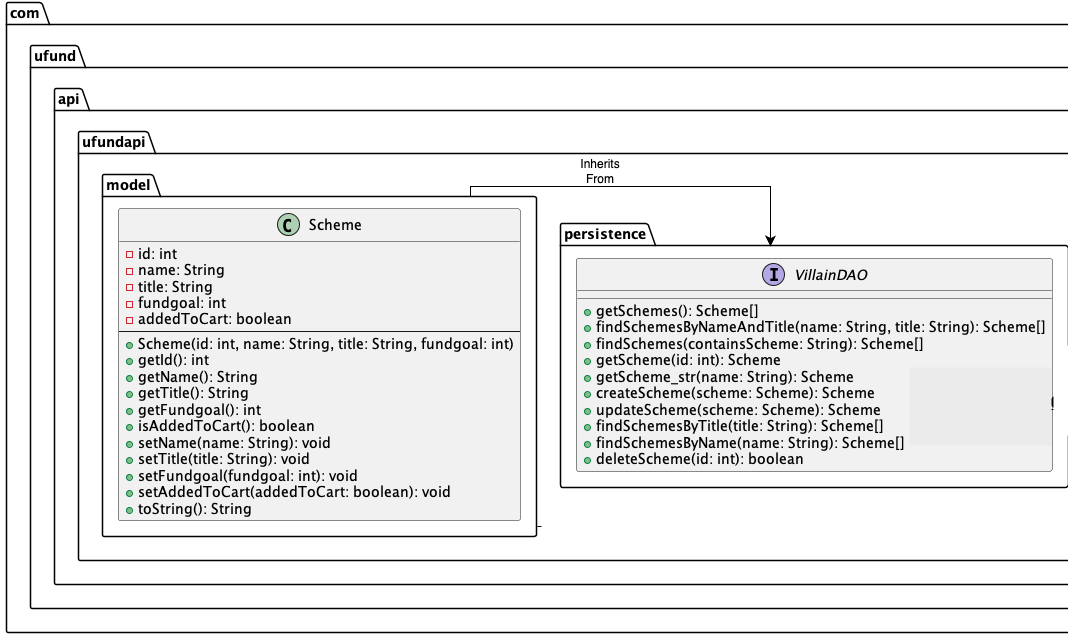 com
ufund
api
ufundapi
model
Inherits
From
persistence
C Scheme
id: int
name: String
title: String
fundgoal: int
addedToCart: boolean
Scheme(id: int, name: String, title: String, fundgoal: int)
getId(): int
getName(): String
getTitle(): String
getFundgoal(): int
isAddedToCart(): boolean
setName(name: String): void
setTitle(title: String): void
setFundgoal(fundgoal: int): void
setAddedToCart(addedToCart: boolean): void
toString(): String
I VillainDAO
getSchemes(): Scheme[]
findSchemesByNameAndTitle(name: String, title: String): Scheme[]
findSchemes(containsScheme: String): Scheme[]
getScheme(id: int): Scheme
getScheme_str(name: String): Scheme
createScheme(scheme: Scheme): Scheme
updateScheme(scheme: Scheme): Scheme
findSchemesByTitle(title: String): Scheme[]
findSchemesByName(name: String): Scheme[]
deleteScheme(id: int): boolean